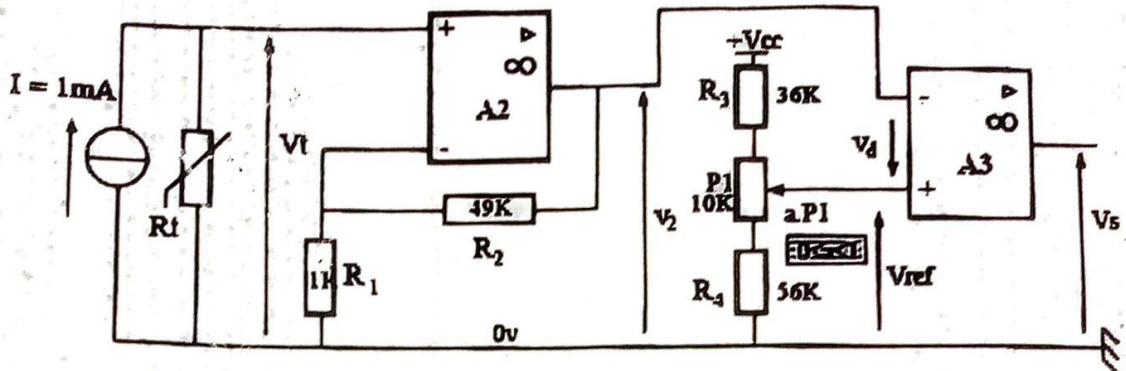 I = 1mA
Rt
Vt
+
▷
∞
A2
-
49K
R₂
1K
R₁
0v
v₂
+Vcc
R₃
36K
P1
10K
a.P1
R₄
56K
v_d
Vref
-
▷
∞
A3
+
Vs